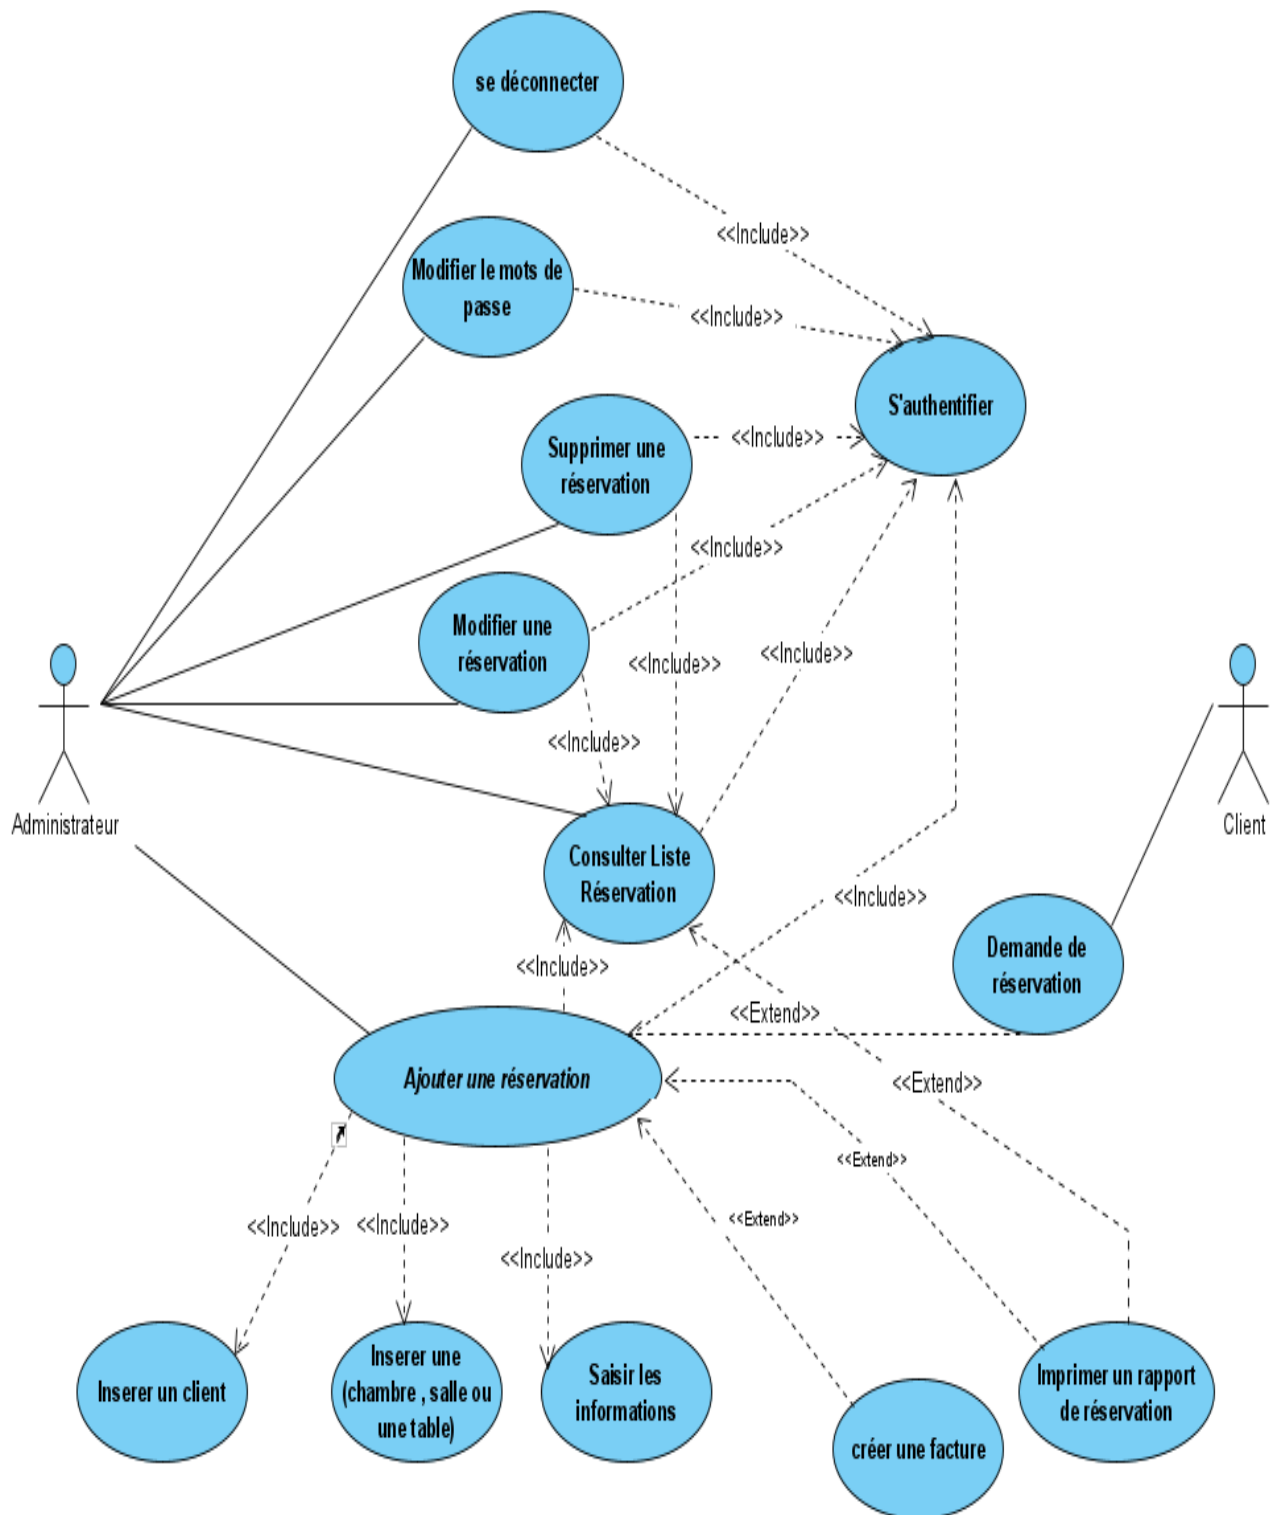 se déconnecter
<<Include>>
Modifier le mots de
passe
<<Include>>
S'authentifier
Supprimer une
réservation
<<Include>>
<<Include>>
Modifier une
réservation
<<Include>>
<<Include>>
<<Include>>
Administrateur
Client
Consulter Liste
Réservation
<<Include>>
<<Include>>
Demande de
réservation
<<Extend>>
Ajouter une réservation
<<Extend>>
<<Extend>>
<<Include>>
<<Include>>
<<Include>>
<<Extend>>
Inserer un client
Inserer une
(chambre , salle ou
une table)
Saisir les
informations
créer une facture
Imprimer un rapport
de réservation